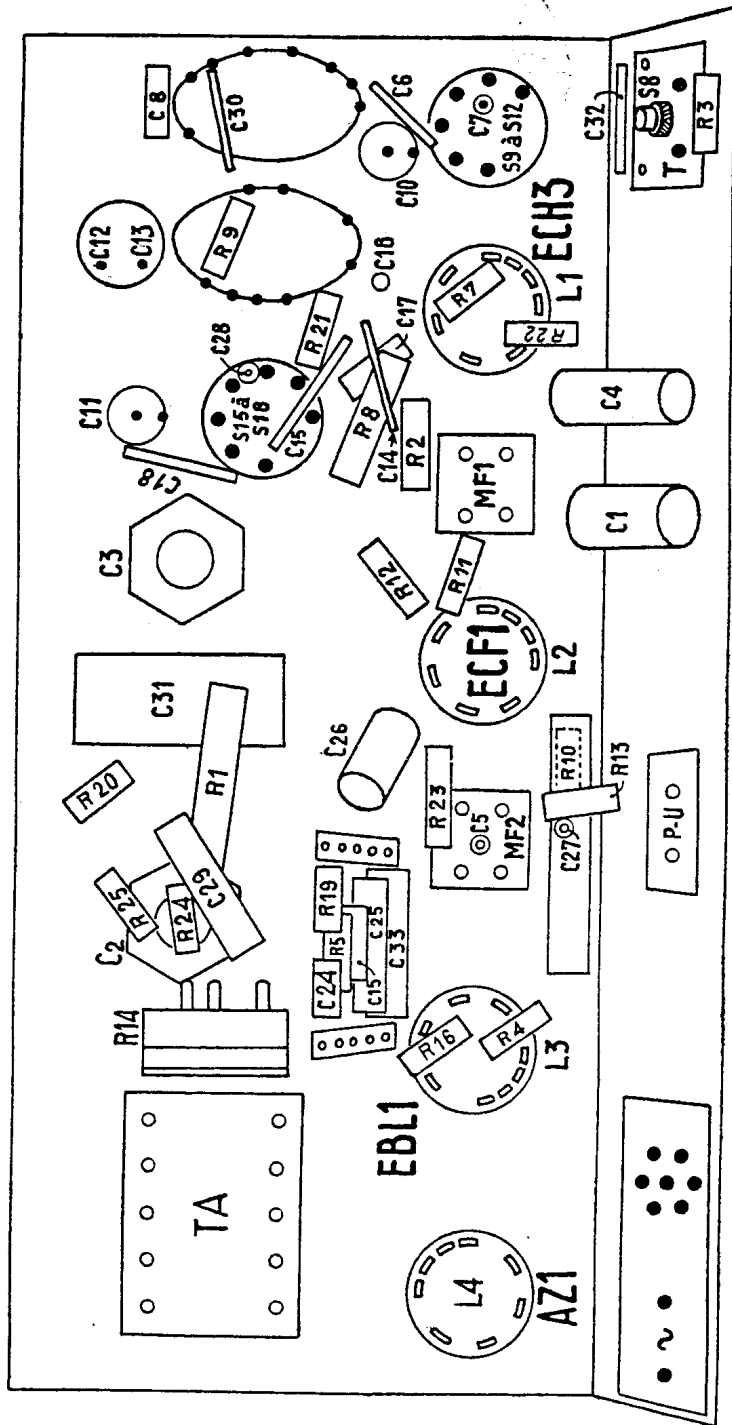 C8
C30
C6
C7
S9 à S12
C32
S8
T
R3
C12
C13
R9
C10
ECH3
C16
L1
R7
R22
C28
R21
C17
C11
S15 à
S18
C15
R8
C14
R2
C4
C18
MF1
C1
C3
R12
R11
ECF1
L2
C31
R1
C26
R20
R23
C5
MF2
R10
R13
C27
P-U
R25
C29
R24
C2
R19
R5
C25
C24
C15
C33
R14
R16
R4
L3
EBL1
TA
L4
AZ1
~